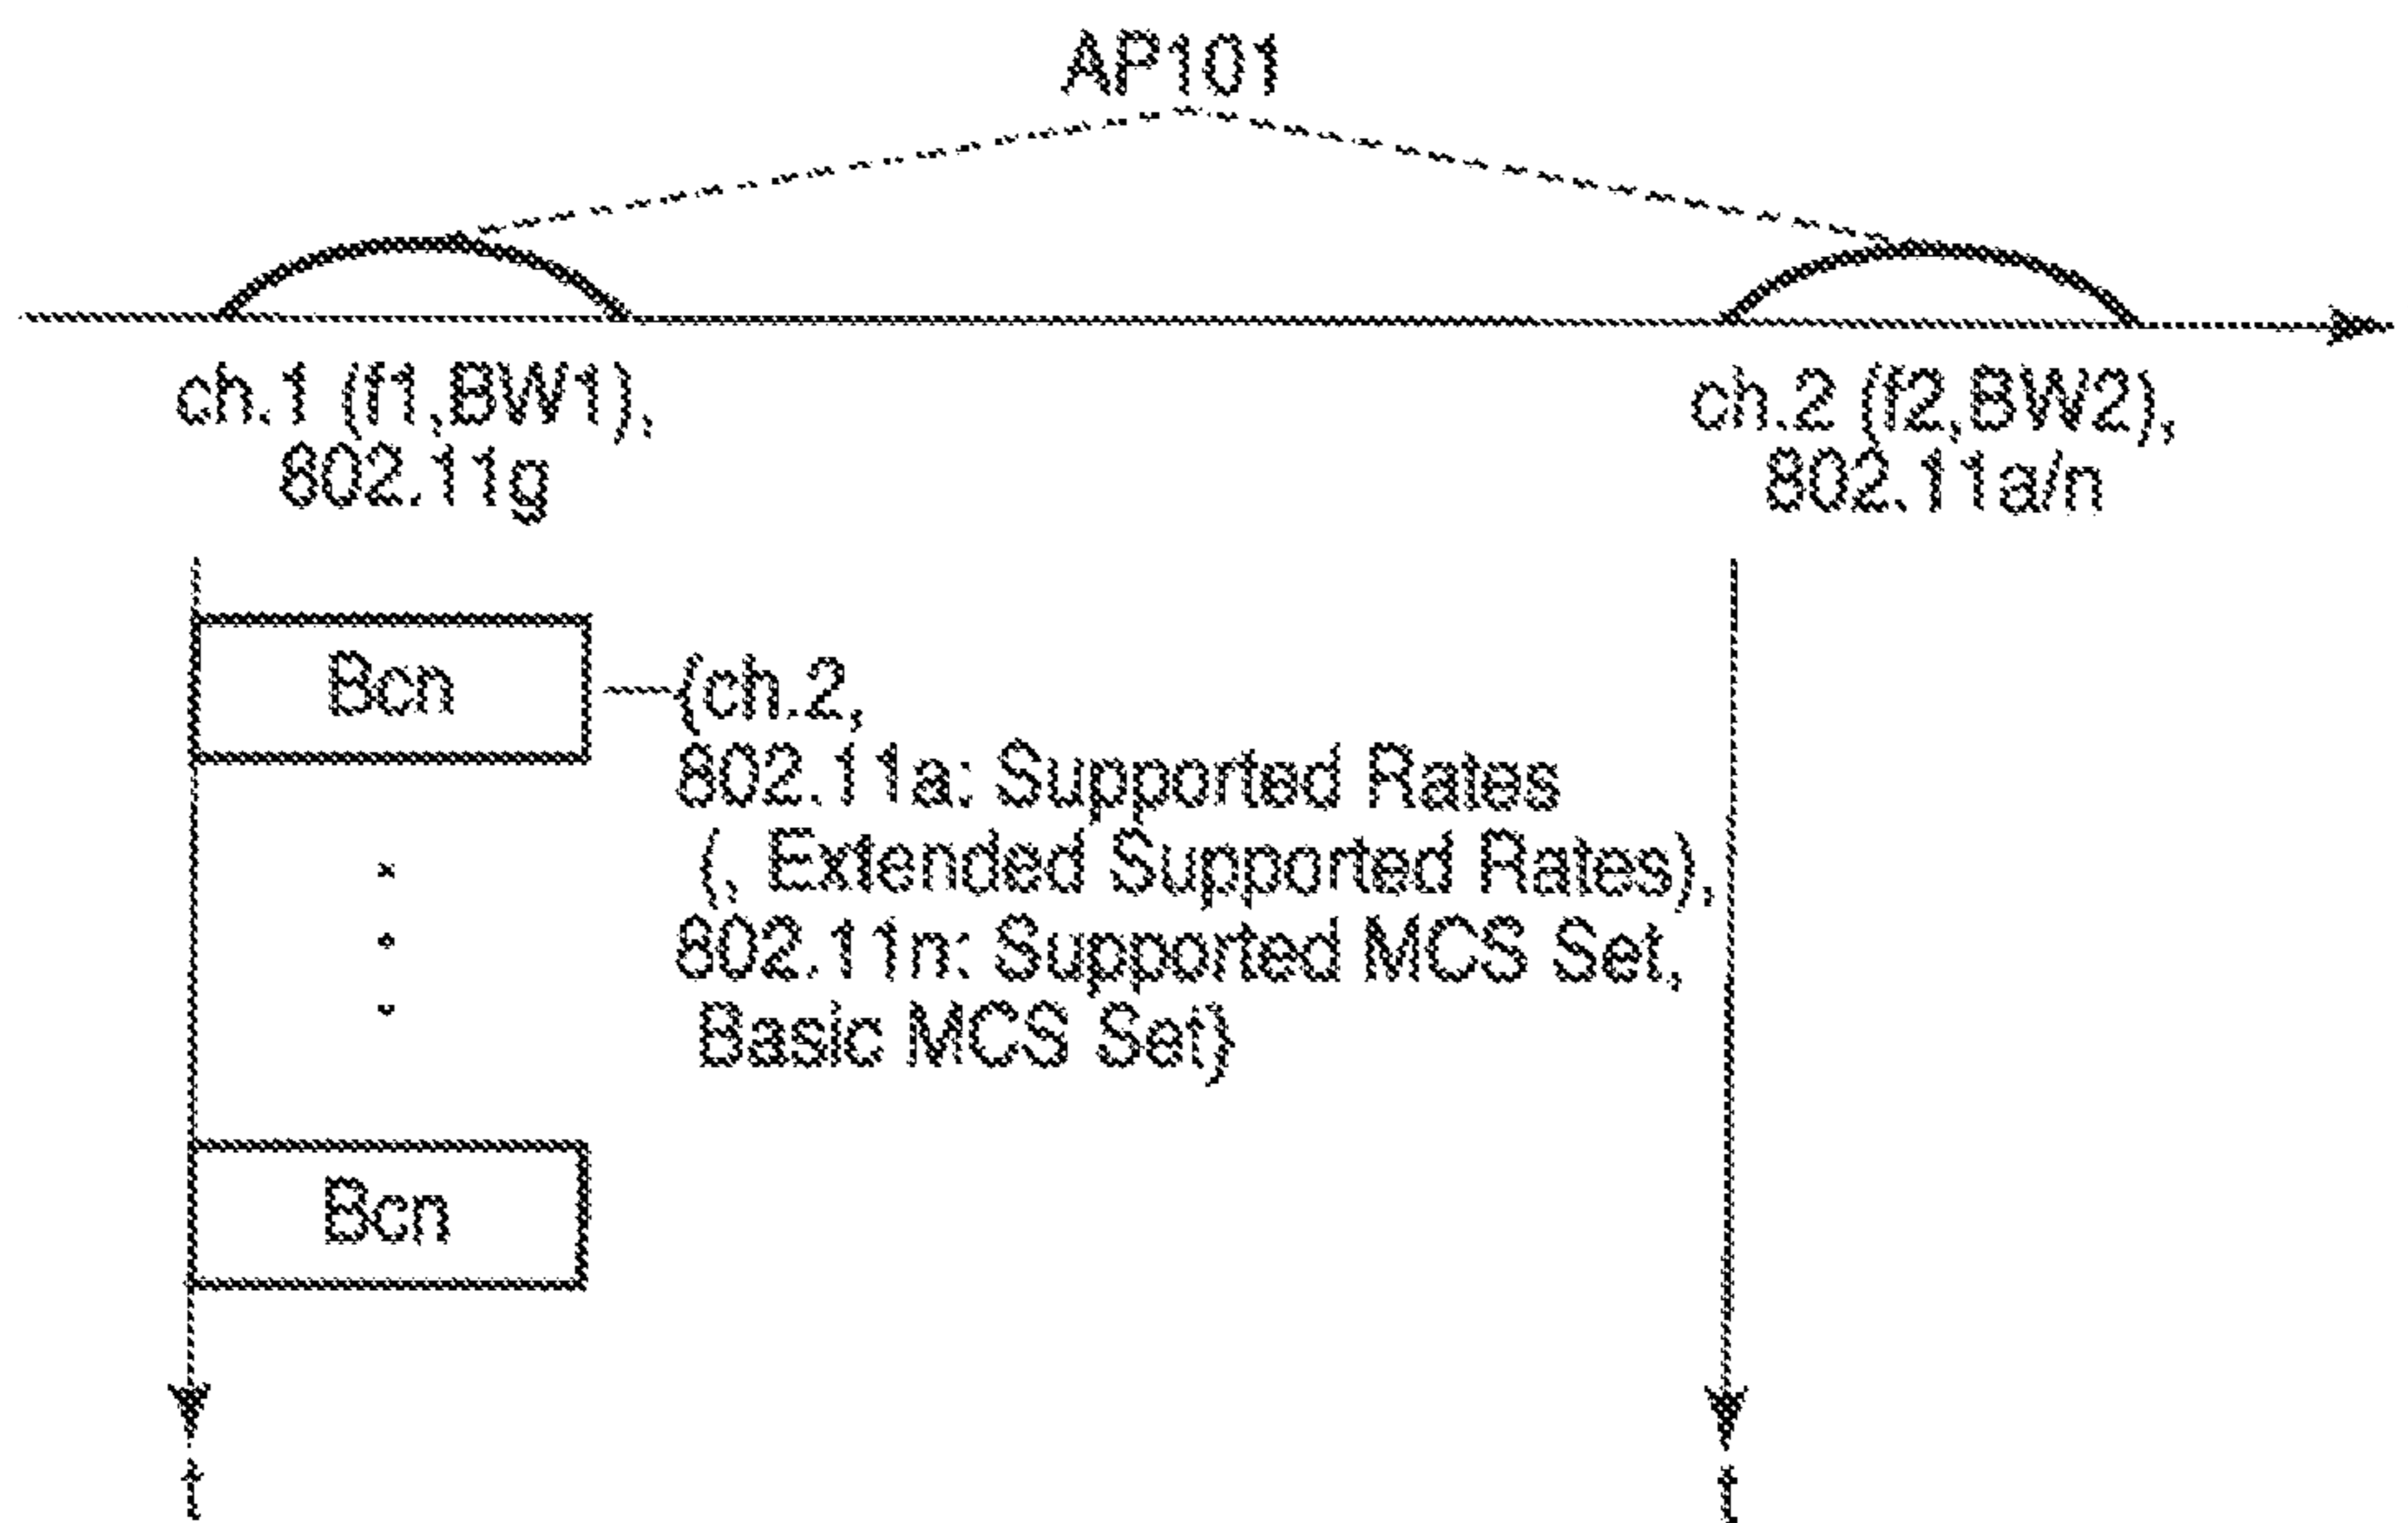 AP101
ch.1 (f1,BW1),
802.11g
ch.2 (f2,BW2),
802.11a/n
Bcn
{ch.2,
802.11a: Supported Rates
(, Extended Supported Rates),
802.11n: Supported MCS Set,
Basic MCS Set}
Bcn
t
t